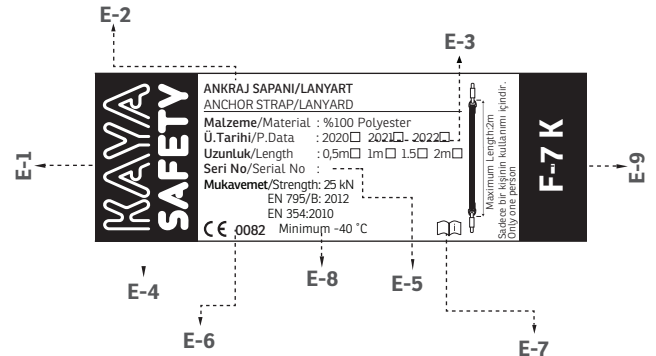 E-2
E-3
KAYA
SAFETY
ANKRAJ SAPANI/LANYART
ANCHOR STRAP/LANYARD
Malzeme/Material : %100 Polyester
Ü.Tarihi/P.Data : 2020☐ 2021☐ 2022☐
Uzunluk/Length : 0,5m☐ 1m☐ 1.5☐ 2m☐
Seri No/Serial No :
Mukavemet/Strength: 25 kN
EN 795/B: 2012
EN 354:2010
CE 0082 Minimum -40 °C
i
Maximum Length:2m
Sadece bir kişinin kullanımı içindir.
Only one person
F-7 K
E-1
E-9
E-4
E-8
E-5
E-6
E-7